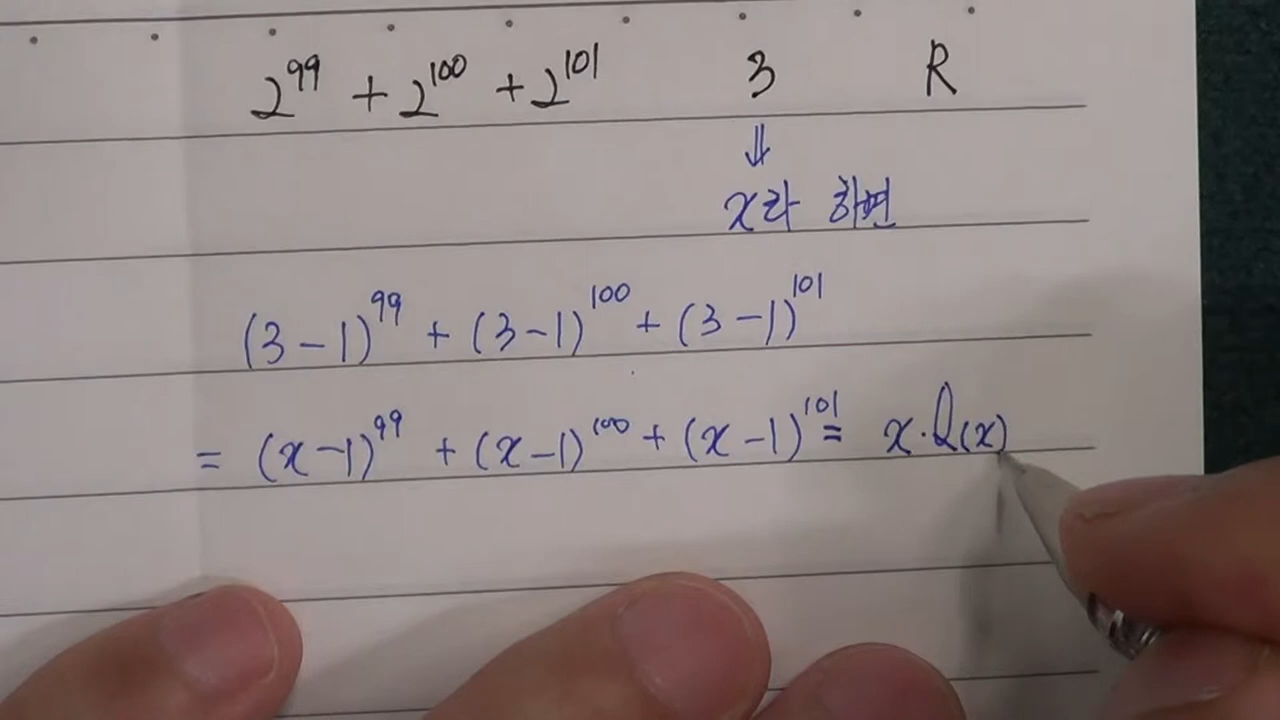 2^99 + 2^100 + 2^101 3 R
⇓
x라 하면
(3-1)^99 + (3-1)^100 + (3-1)^101
= (x-1)^99 + (x-1)^100 + (x-1)^101 = x·Q(x)